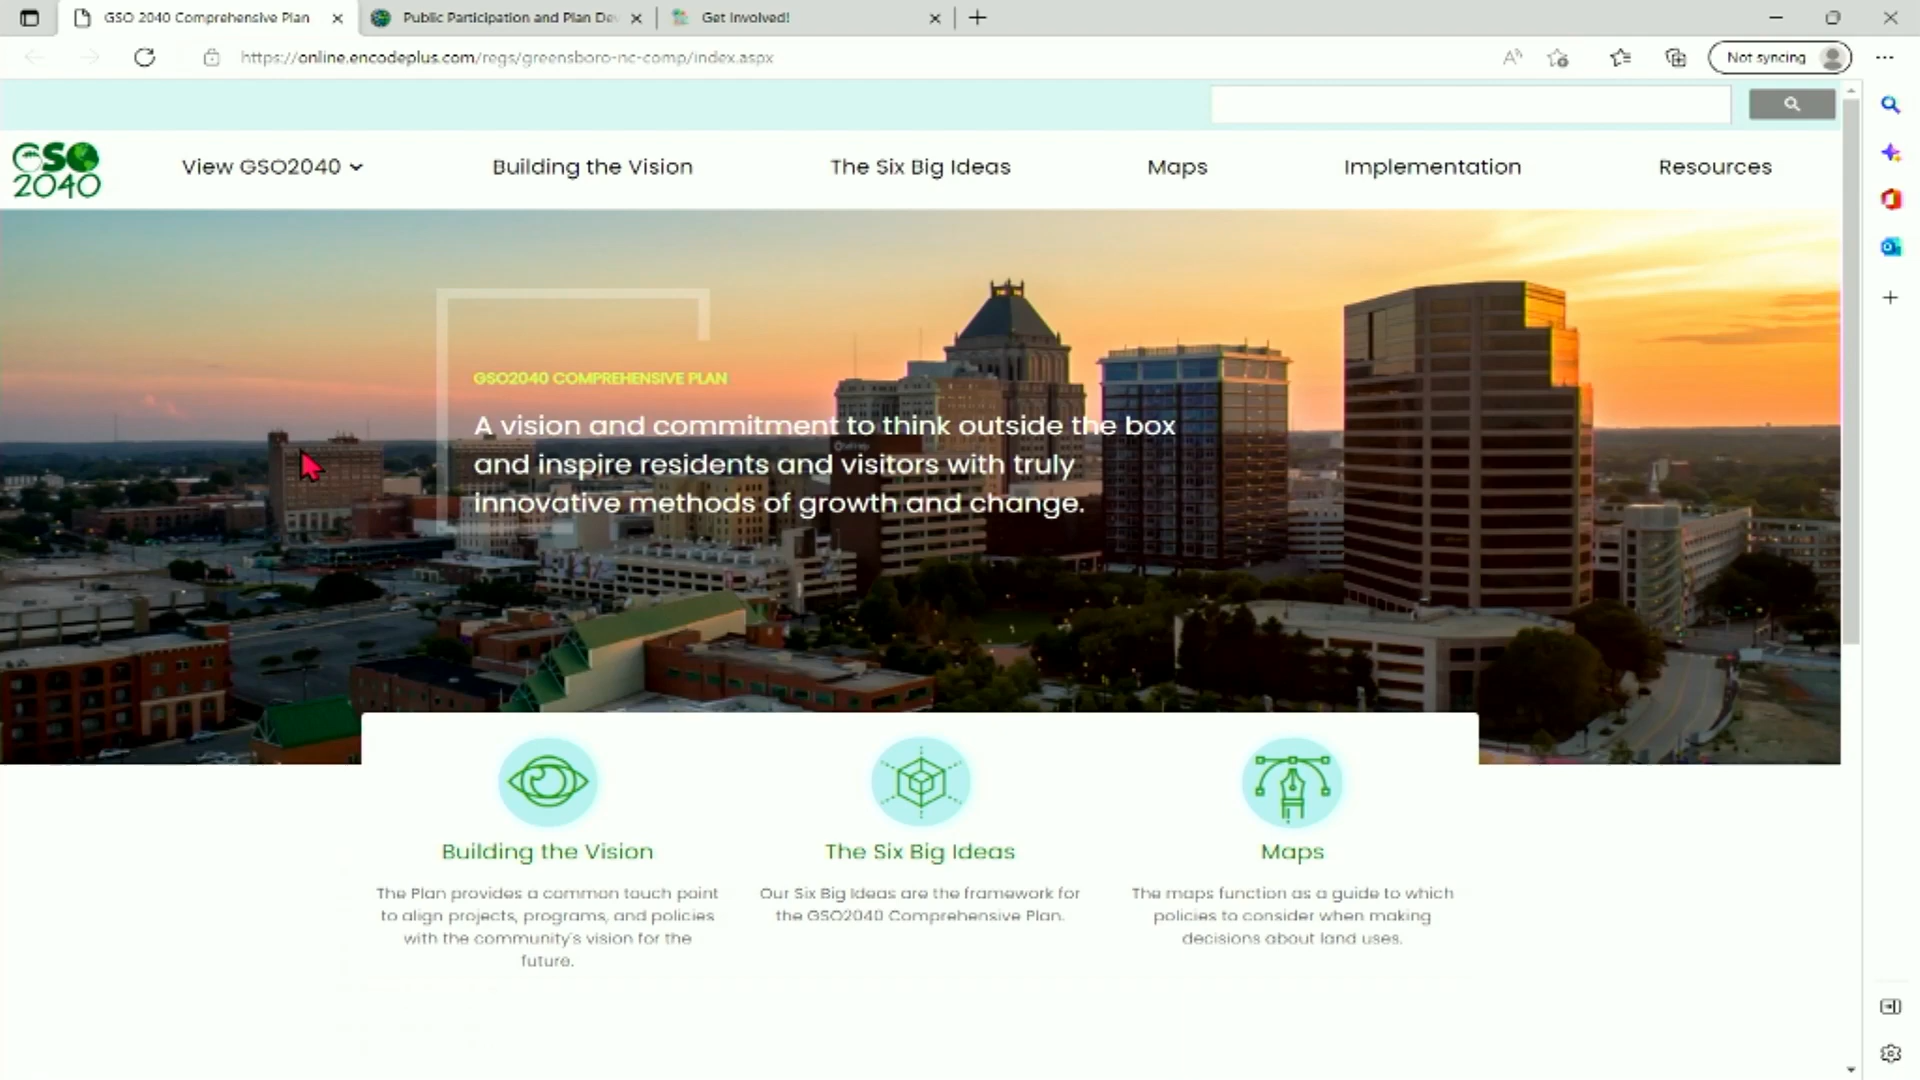 GSO 2040 Comprehensive Plan
Public Participation and Plan De
Get Involved!
https://online.encodeplus.com/regs/greensboro-nc-comp/index.aspx
Not syncing
GSO
2040
View GSO2040
Building the Vision
The Six Big Ideas
Maps
Implementation
Resources
GSO2040 COMPREHENSIVE PLAN
A vision and commitment to think outside the box
and inspire residents and visitors with truly
innovative methods of growth and change.
Building the Vision
The Plan provides a common touch point
to align projects, programs, and policies
with the community's vision for the
future.
The Six Big Ideas
Our Six Big Ideas are the framework for
the GSO2040 Comprehensive Plan.
Maps
The maps function as a guide to which
policies to consider when making
decisions about land uses.